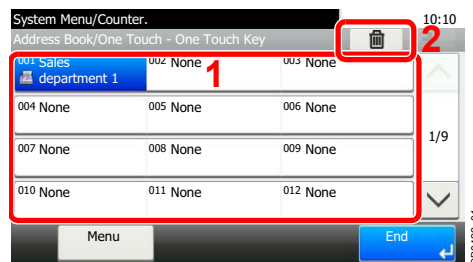 System Menu/Counter. 10:10
Address Book/One Touch - One Touch Key 2
001 Sales
department 1
002 None 1 003 None
004 None 005 None 006 None
1/9
007 None 008 None 009 None
010 None 011 None 012 None
Menu End